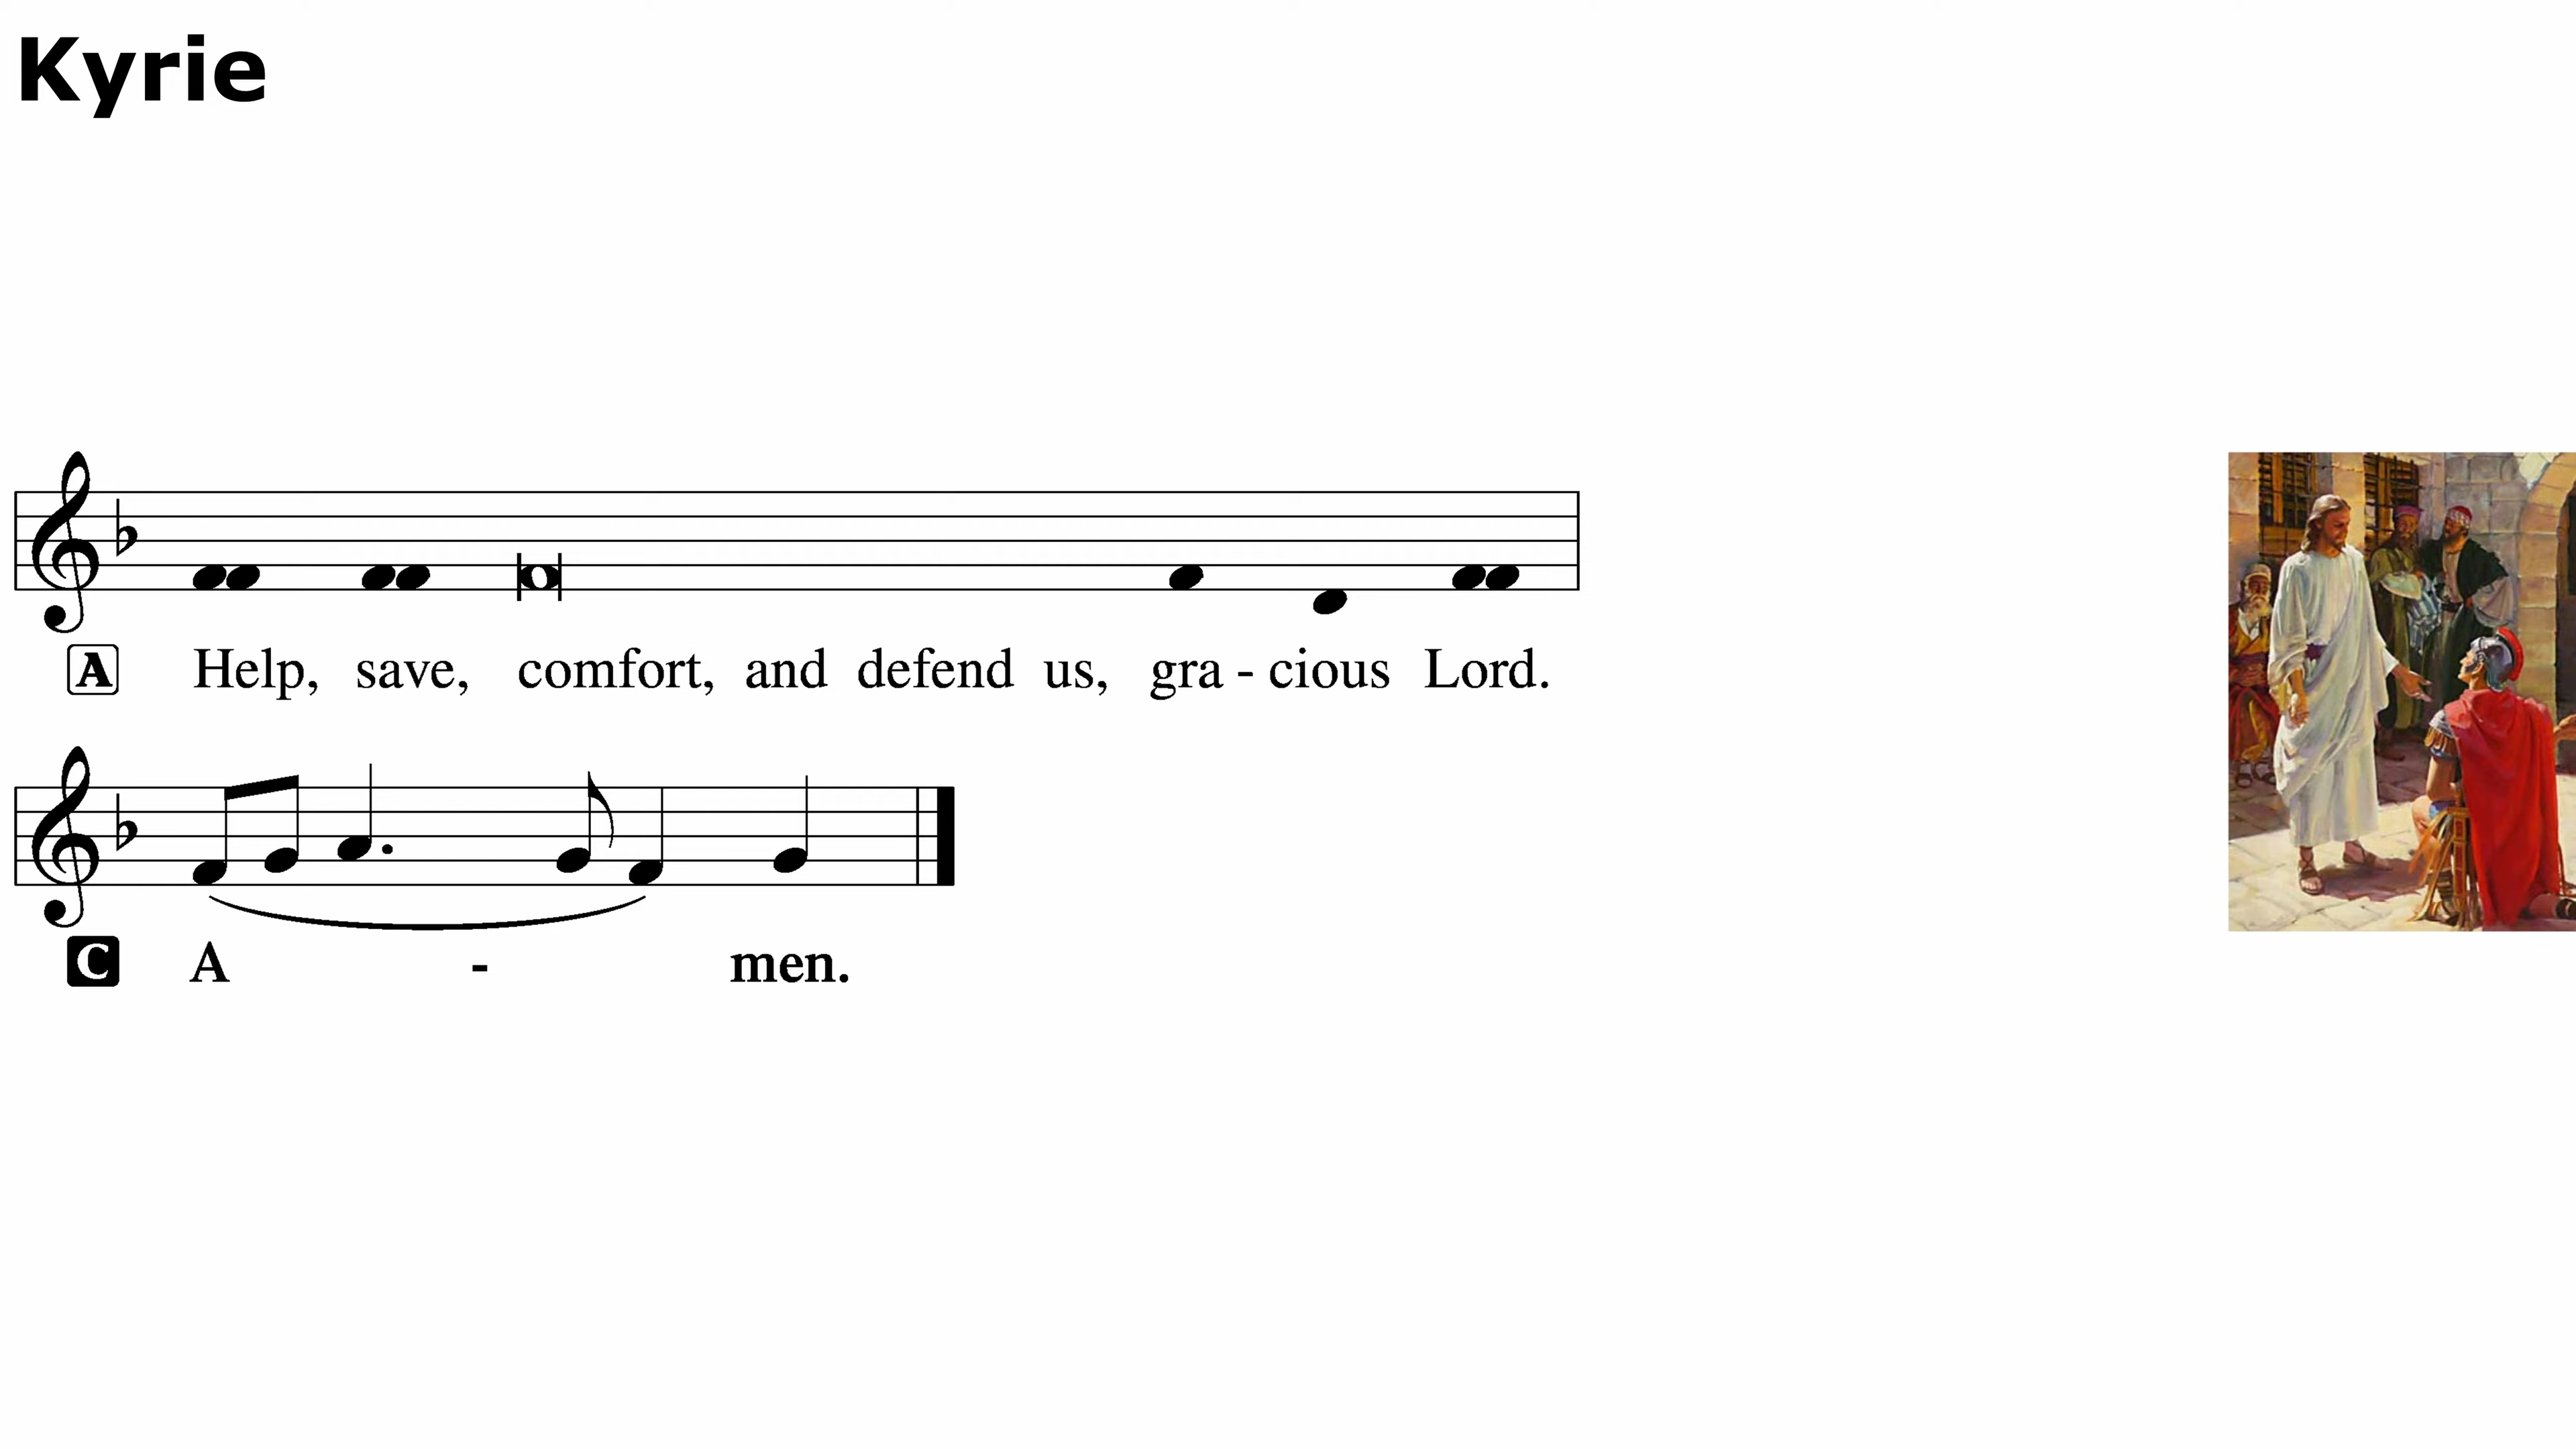 Kyrie
A Help, save, comfort, and defend us, gra - cious Lord.
C A - men.